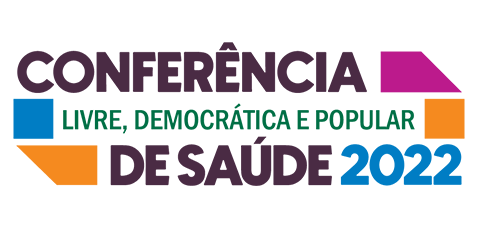 CONFERÊNCIA
LIVRE, DEMOCRÁTICA E POPULAR
DE SAÚDE 2022